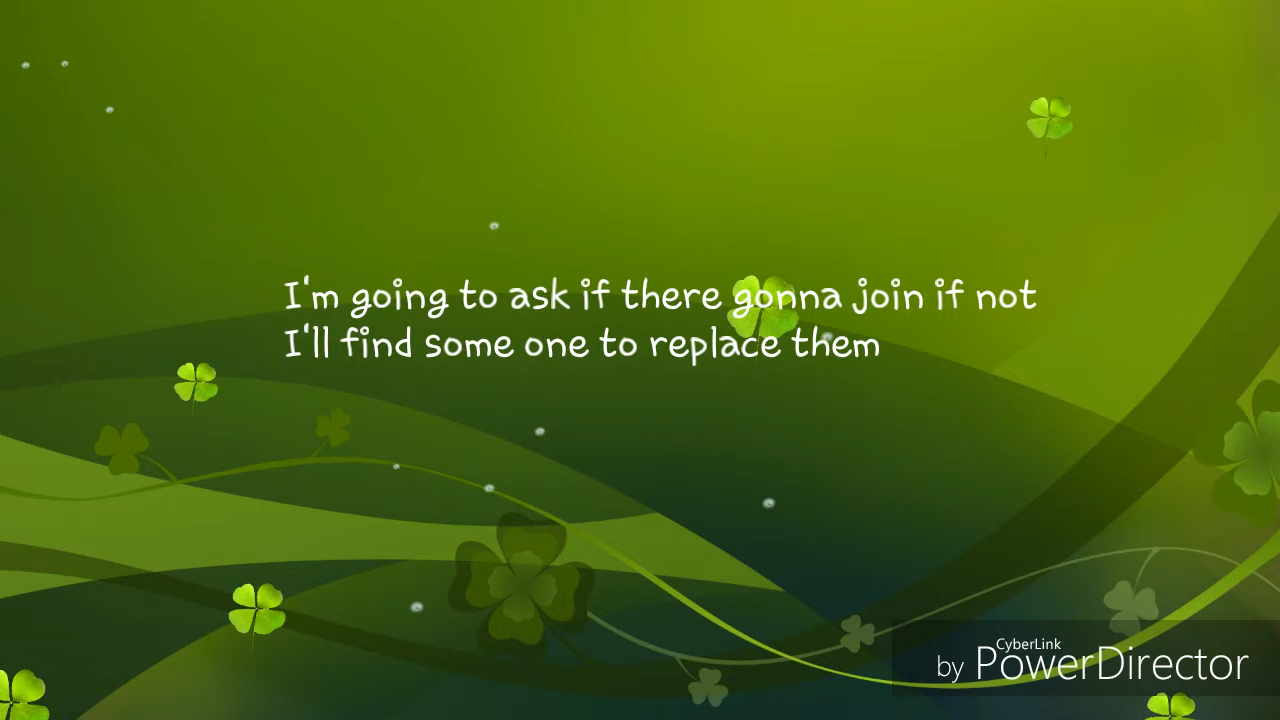 I'm going to ask if there gonna join if not
I'll find some one to replace them
CyberLink
by PowerDirector